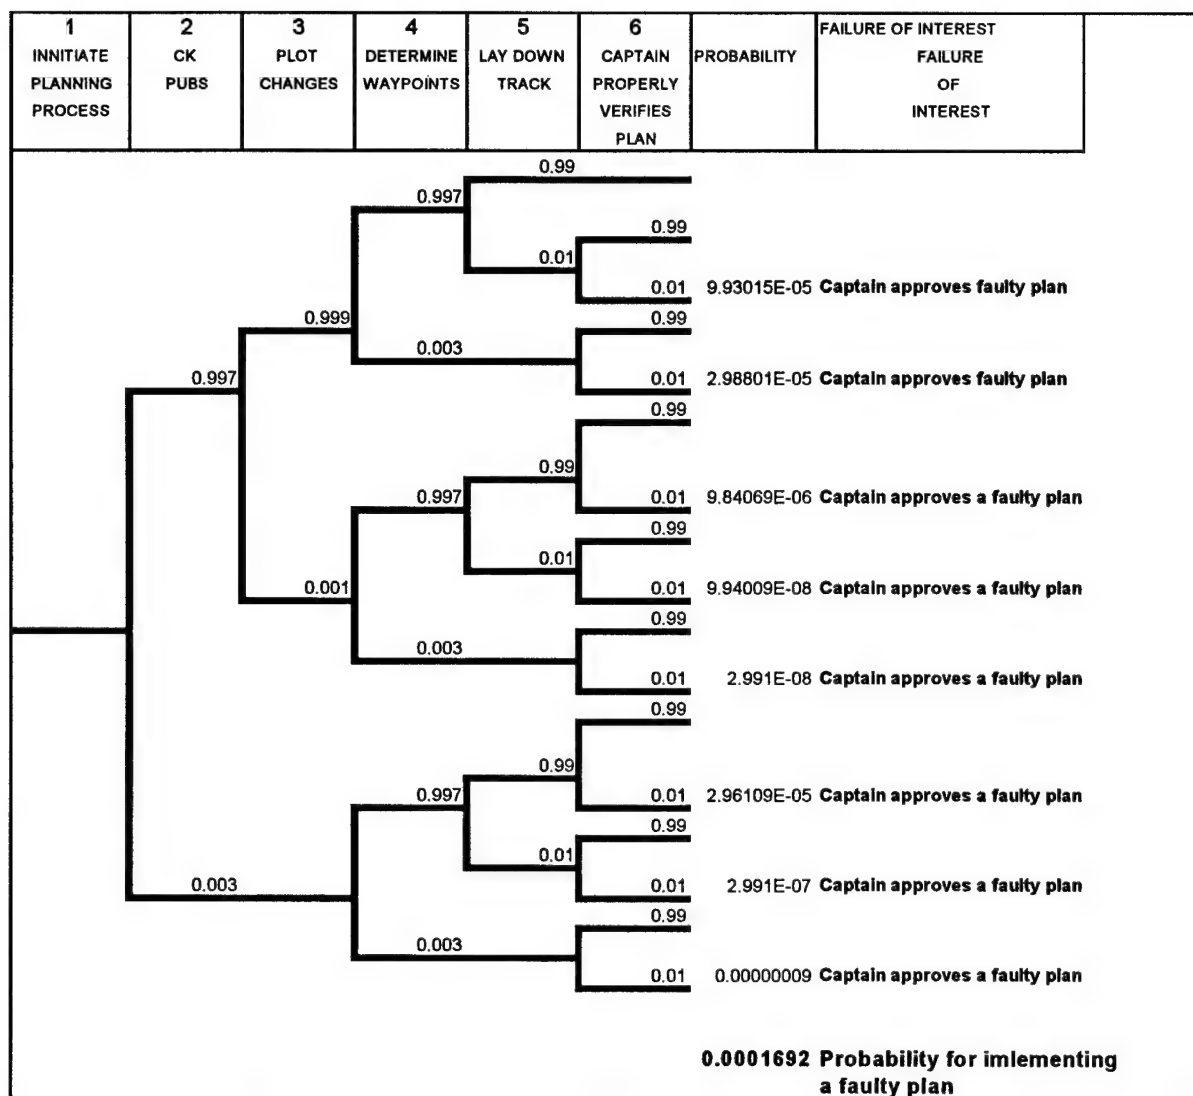 1 2 3 4 5 6 FAILURE OF INTEREST
INNITIATE CK PLOT DETERMINE LAY DOWN CAPTAIN PROBABILITY FAILURE
PLANNING PUBS CHANGES WAYPOINTS TRACK PROPERLY OF
PROCESS VERIFIES INTEREST
PLAN
0.99
0.997
0.99
0.01
0.01 9.93015E-05 Captain approves faulty plan
0.999 0.99
0.003
0.997 0.01 2.98801E-05 Captain approves faulty plan
0.99
0.99
0.997 0.01 9.84069E-06 Captain approves a faulty plan
0.99
0.01
0.001 0.01 9.94009E-08 Captain approves a faulty plan
0.99
0.003
0.01 2.991E-08 Captain approves a faulty plan
0.99
0.99
0.997 0.01 2.96109E-05 Captain approves a faulty plan
0.99
0.01
0.003 0.01 2.991E-07 Captain approves a faulty plan
0.99
0.003
0.01 0.00000009 Captain approves a faulty plan
0.0001692 Probability for imlementing
a faulty plan